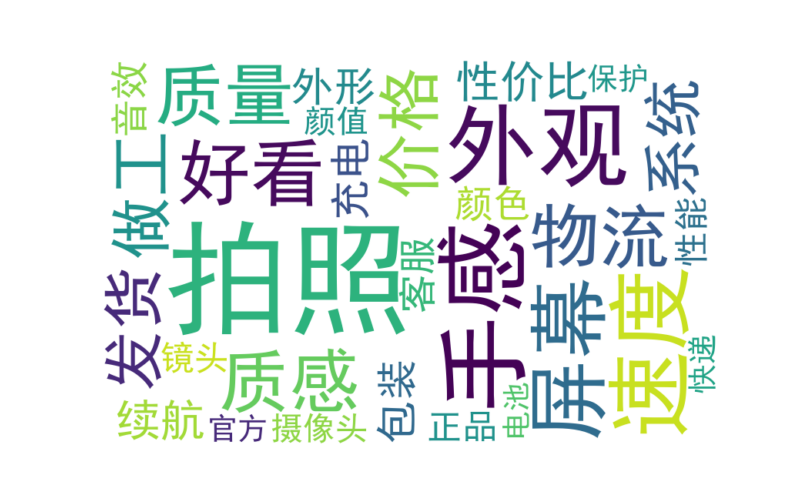 音效
质量
外形
颜值
价格
性价比
保护
外观
系统
做工
好看
充电
颜色
物流
性能
拍照
客服
手感
屏幕
速度
发货
镜头
质感
包装
快递
续航
官方
摄像头
正品
电池